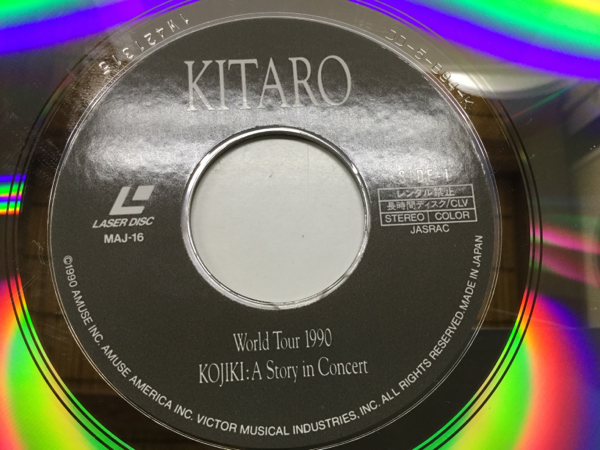 KITARO
SIDE-1
レンタル禁止
長時間ディスク/CLV
STEREO COLOR
JASRAC
LASER DISC
MAJ-16
World Tour 1990
KOJIKI: A Story in Concert
©1990 AMUSE INC. AMUSE AMERICA INC. VICTOR MUSICAL INDUSTRIES, INC. ALL RIGHTS RESERVED. MADE IN JAPAN